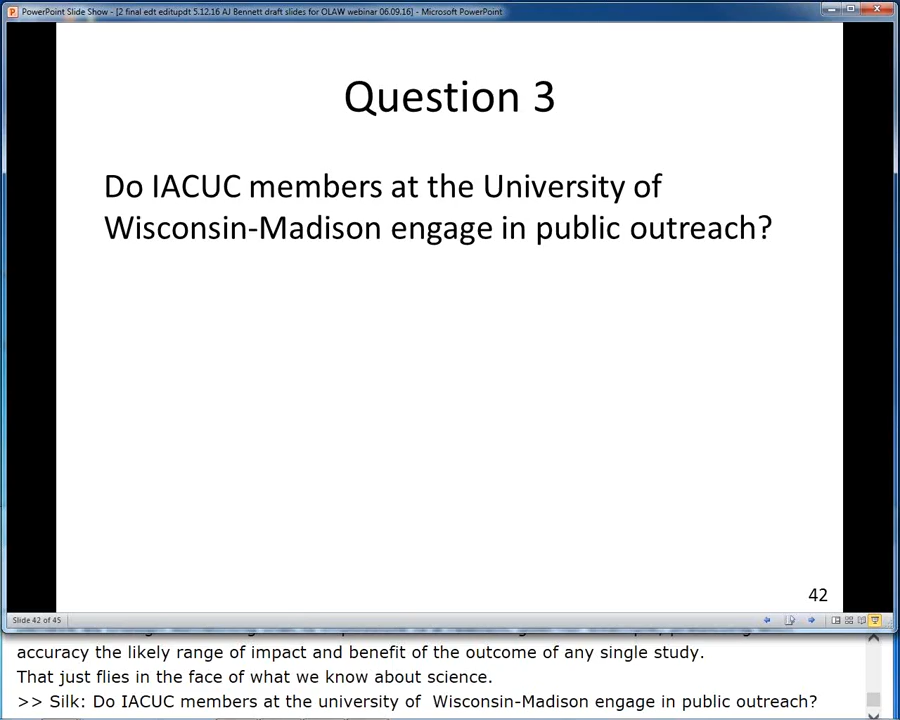 PowerPoint Slide Show - [2 final edt editupdt 5.12.16 AJ Bennett draft slides for OLAW webinar 06.09.16] - Microsoft PowerPoint
Question 3
Do IACUC members at the University of
Wisconsin-Madison engage in public outreach?
42
Slide 42 of 45
accuracy the likely range of impact and benefit of the outcome of any single study.
That just flies in the face of what we know about science.
>> Silk: Do IACUC members at the university of  Wisconsin-Madison engage in public outreach?